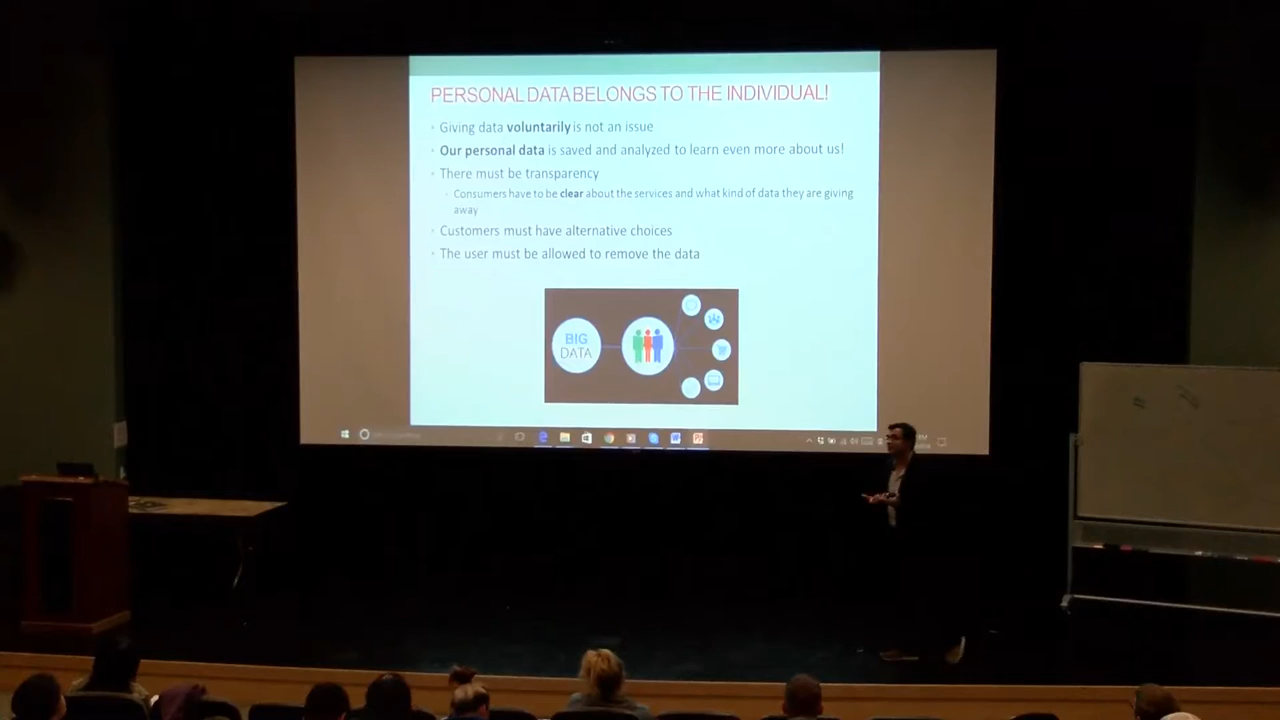 PERSONAL DATA BELONGS TO THE INDIVIDUAL!
Giving data voluntarily is not an issue
Our personal data is saved and analyzed to learn even more about us!
There must be transparency
Consumers have to be clear about the services and what kind of data they are giving
away
Customers must have alternative choices
The user must be allowed to remove the data
BIG
DATA